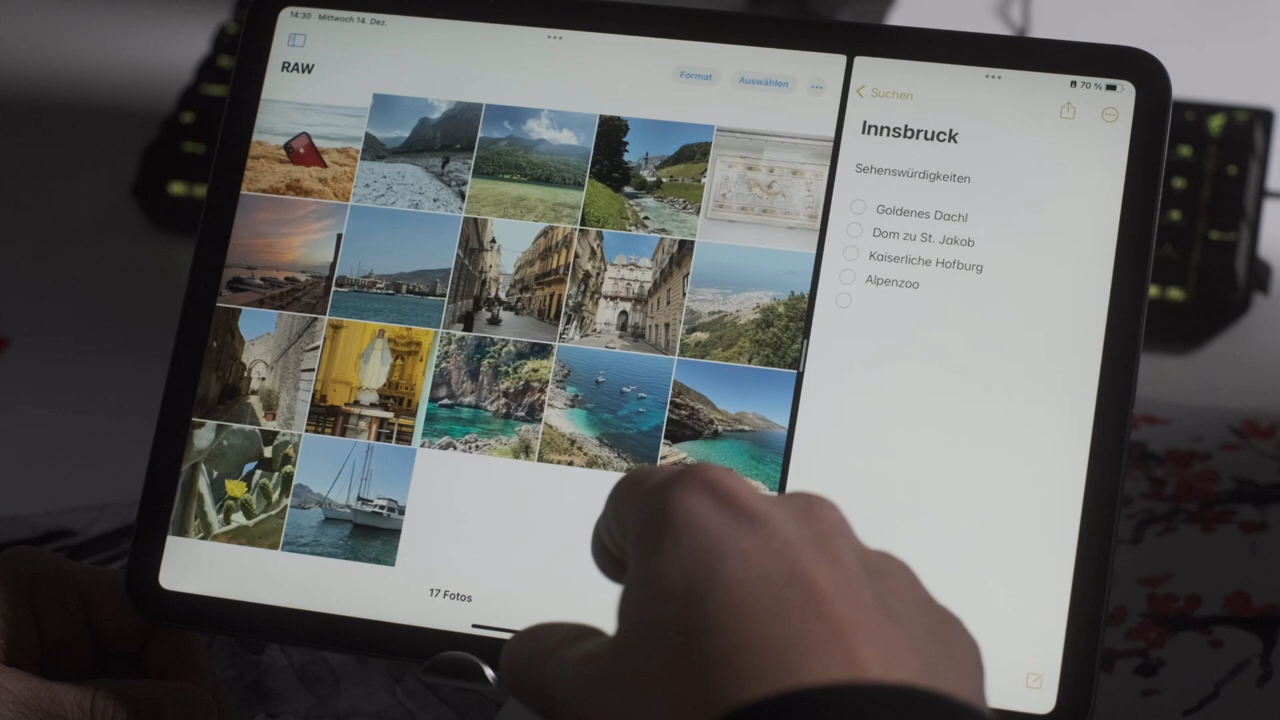 14:30 Mittwoch 14. Dez.
RAW
Format
Auswählen
17 Fotos
70 %
Suchen
Innsbruck
Sehenswürdigkeiten
Goldenes Dachl
Dom zu St. Jakob
Kaiserliche Hofburg
Alpenzoo